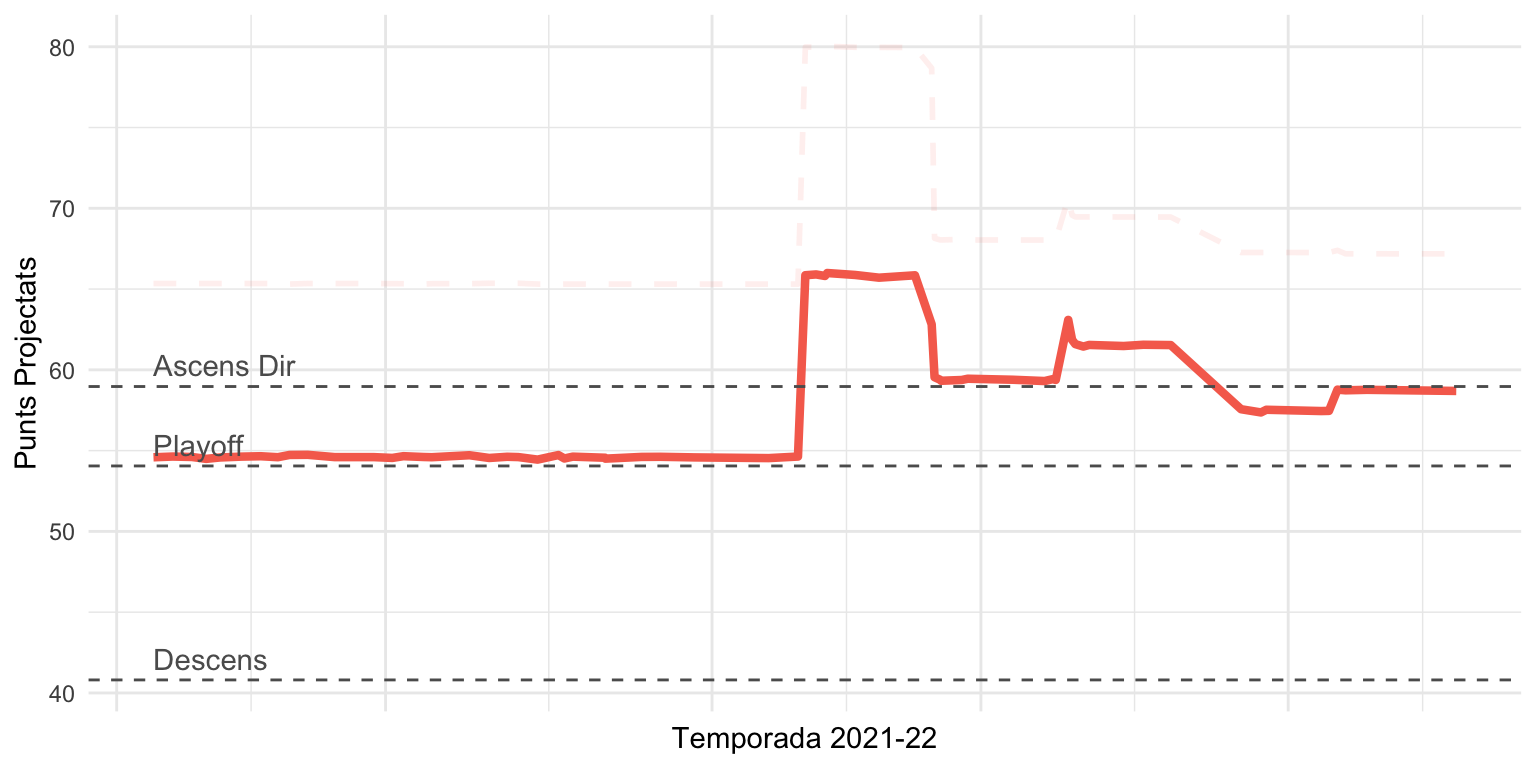 80
70
60
50
40
Punts Projectats
Ascens Dir
Playoff
Descens
Temporada 2021-22